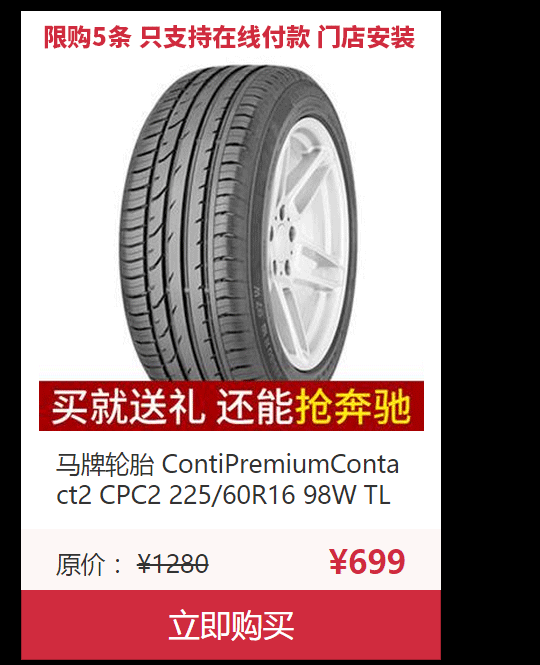 限购5条 只支持在线付款 门店安装
买就送礼 还能抢奔驰
马牌轮胎 ContiPremiumConta
ct2 CPC2 225/60R16 98W TL
原价： ¥1280 ¥699
立即购买